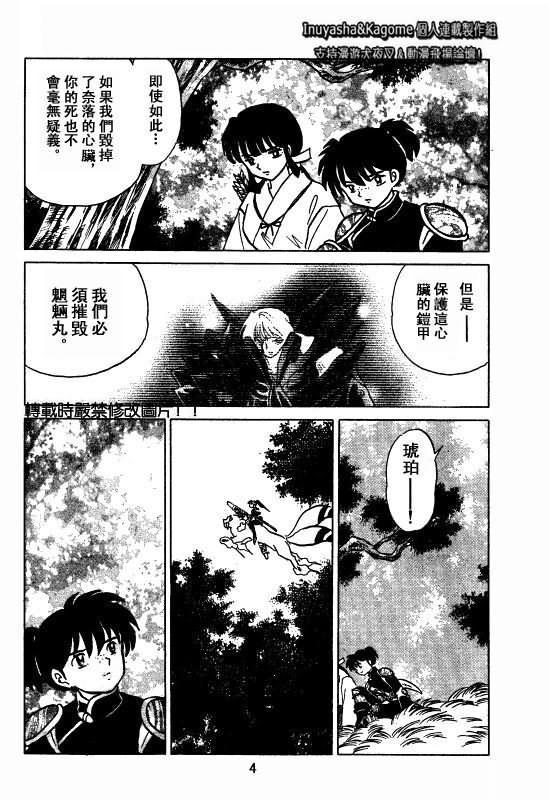 Inuyasha&Kagome 個人連載製作組
支持漫遊犬夜叉人動漫飛揚論壇!
即使如此…
如果我們毀掉
了奈落的心臟，
你的死也不
會毫無疑義。
但是——
保護這心
臟的鎧甲
我們必
須摧毀
魍魎丸。
轉載時嚴禁修改圖片！！
琥珀——！
4